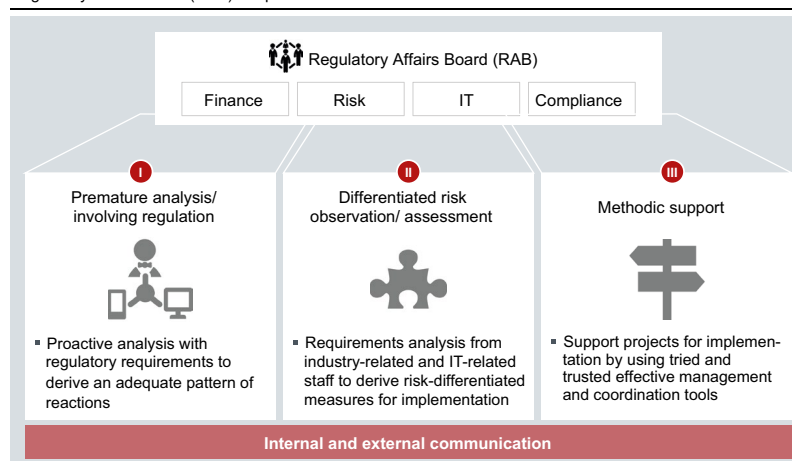 Regulatory Affairs Board (RAB)
Finance
Risk
IT
Compliance
I
Premature analysis/
involving regulation
▪ Proactive analysis with
regulatory requirements to
derive an adequate pattern of
reactions
II
Differentiated risk
observation/ assessment
▪ Requirements analysis from
industry-related and IT-related
staff to derive risk-differentiated
measures for implementation
III
Methodic support
▪ Support projects for implemen-
tation by using tried and
trusted effective management
and coordination tools
Internal and external communication